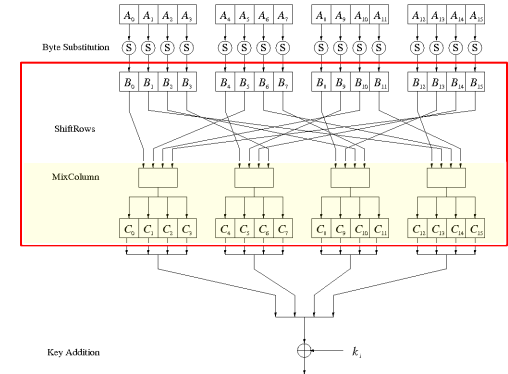 A₀ A₁ A₂ A₃ A₄ A₅ A₆ A₇ A₈ A₉ A₁₀ A₁₁ A₁₂ A₁₃ A₁₄ A₁₅
Byte Substitution S S S S S S S S S S S S S S S S
B₀ B₁ B₂ B₃ B₄ B₅ B₆ B₇ B₈ B₉ B₁₀ B₁₁ B₁₂ B₁₃ B₁₄ B₁₅
ShiftRows
MixColumn
C₀ C₁ C₂ C₃ C₄ C₅ C₆ C₇ C₈ C₉ C₁₀ C₁₁ C₁₂ C₁₃ C₁₄ C₁₅
Key Addition kᵢ